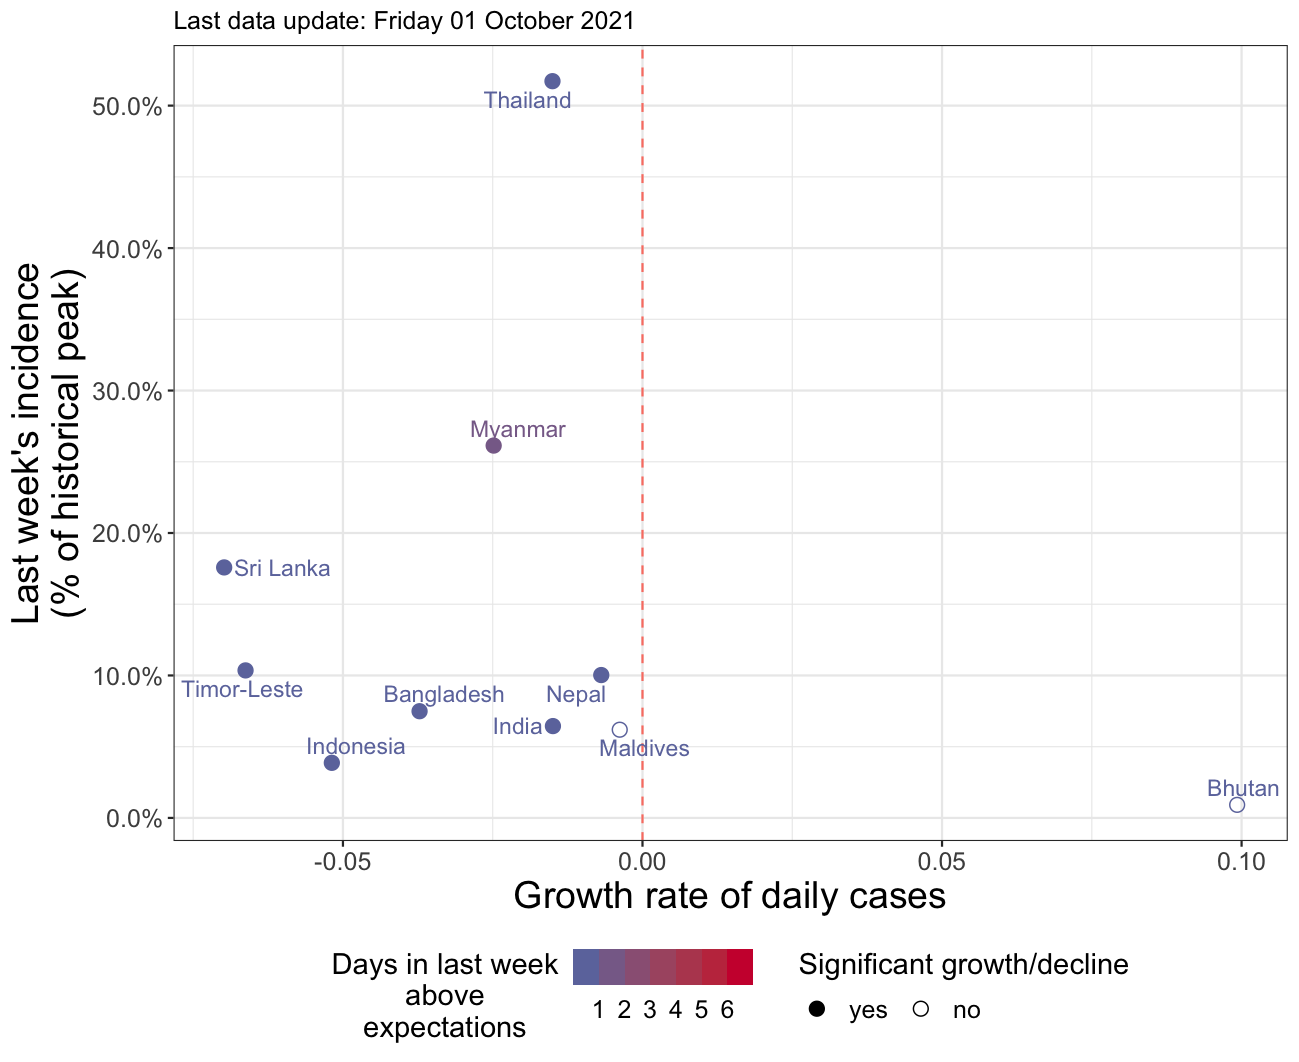 Last data update: Friday 01 October 2021
50.0%
40.0%
30.0%
20.0%
10.0%
0.0%
Last week's incidence
(% of historical peak)
Thailand
Myanmar
Sri Lanka
Timor-Leste
Bangladesh
Nepal
India
Maldives
Indonesia
Bhutan
-0.05 0.00 0.05 0.10
Growth rate of daily cases
Days in last week
above
expectations
1 2 3 4 5 6
Significant growth/decline
yes no